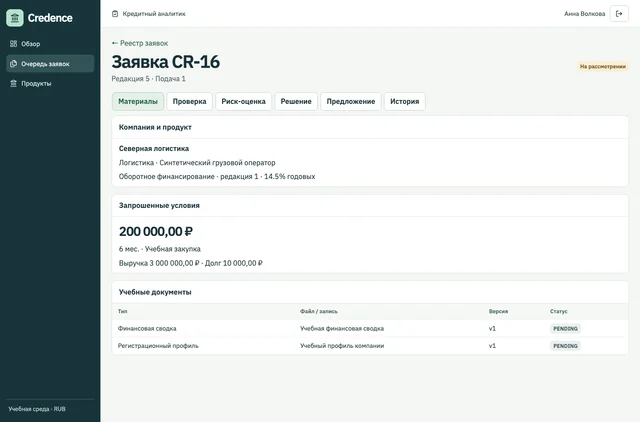 Credence
Обзор
Очередь заявок
Продукты
Учебная среда · RUB
Кредитный аналитик
Анна Волкова
← Реестр заявок
Заявка CR-16
Редакция 5 · Подача 1
На рассмотрении
Материалы Проверка Риск-оценка Решение Предложение История
Компания и продукт
Северная логистика
Логистика · Синтетический грузовой оператор
Оборотное финансирование · редакция 1 · 14.5% годовых
Запрошенные условия
200 000,00 ₽
6 мес. · Учебная закупка
Выручка 3 000 000,00 ₽ · Долг 10 000,00 ₽
Учебные документы
Тип Файл / запись Версия Статус
Финансовая сводка Учебная финансовая сводка v1 PENDING
Регистрационный профиль Учебный профиль компании v1 PENDING